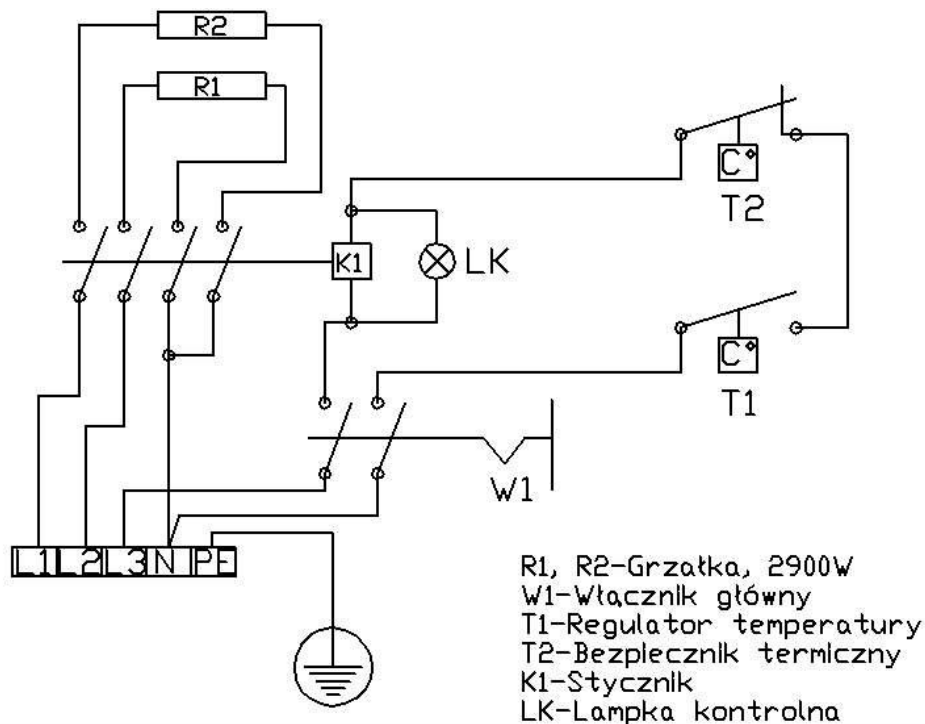 R2
R1
C°
T2
K1
LK
C°
T1
W1
L1 L2 L3 N PE
R1, R2-Grzałka, 2900W
W1-Włącznik główny
T1-Regulator temperatury
T2-Bezpiecznik termiczny
K1-Stycznik
LK-Lampka kontrolna